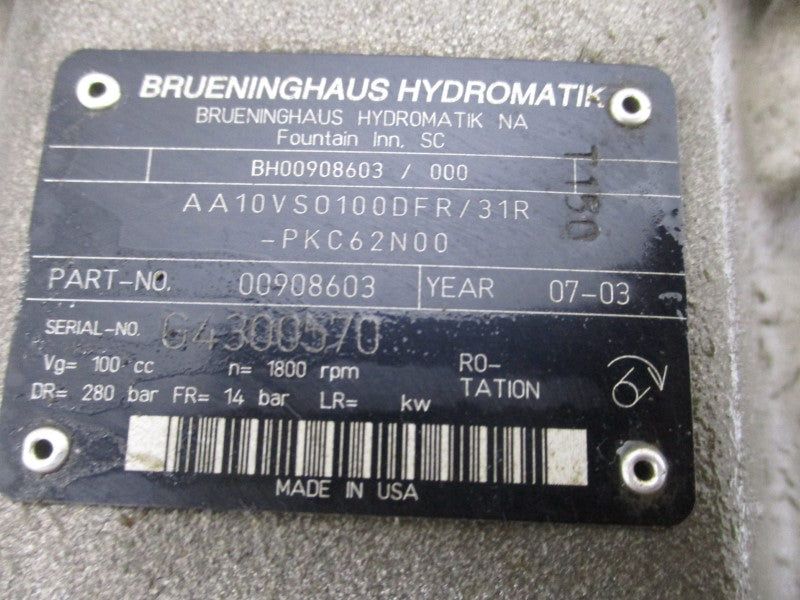 BRUENINGHAUS HYDROMATIK
BRUENINGHAUS HYDROMATIK NA
Fountain Inn, SC
BH00908603 / 000
AA10VSO100DFR/31R
-PKC62N00
PART-NO. 00908603 YEAR 07-03
SERIAL-NO. G4300570
Vg= 100 cc n= 1800 rpm RO-
TATION
DR= 280 bar FR= 14 bar LR= kw
MADE IN USA